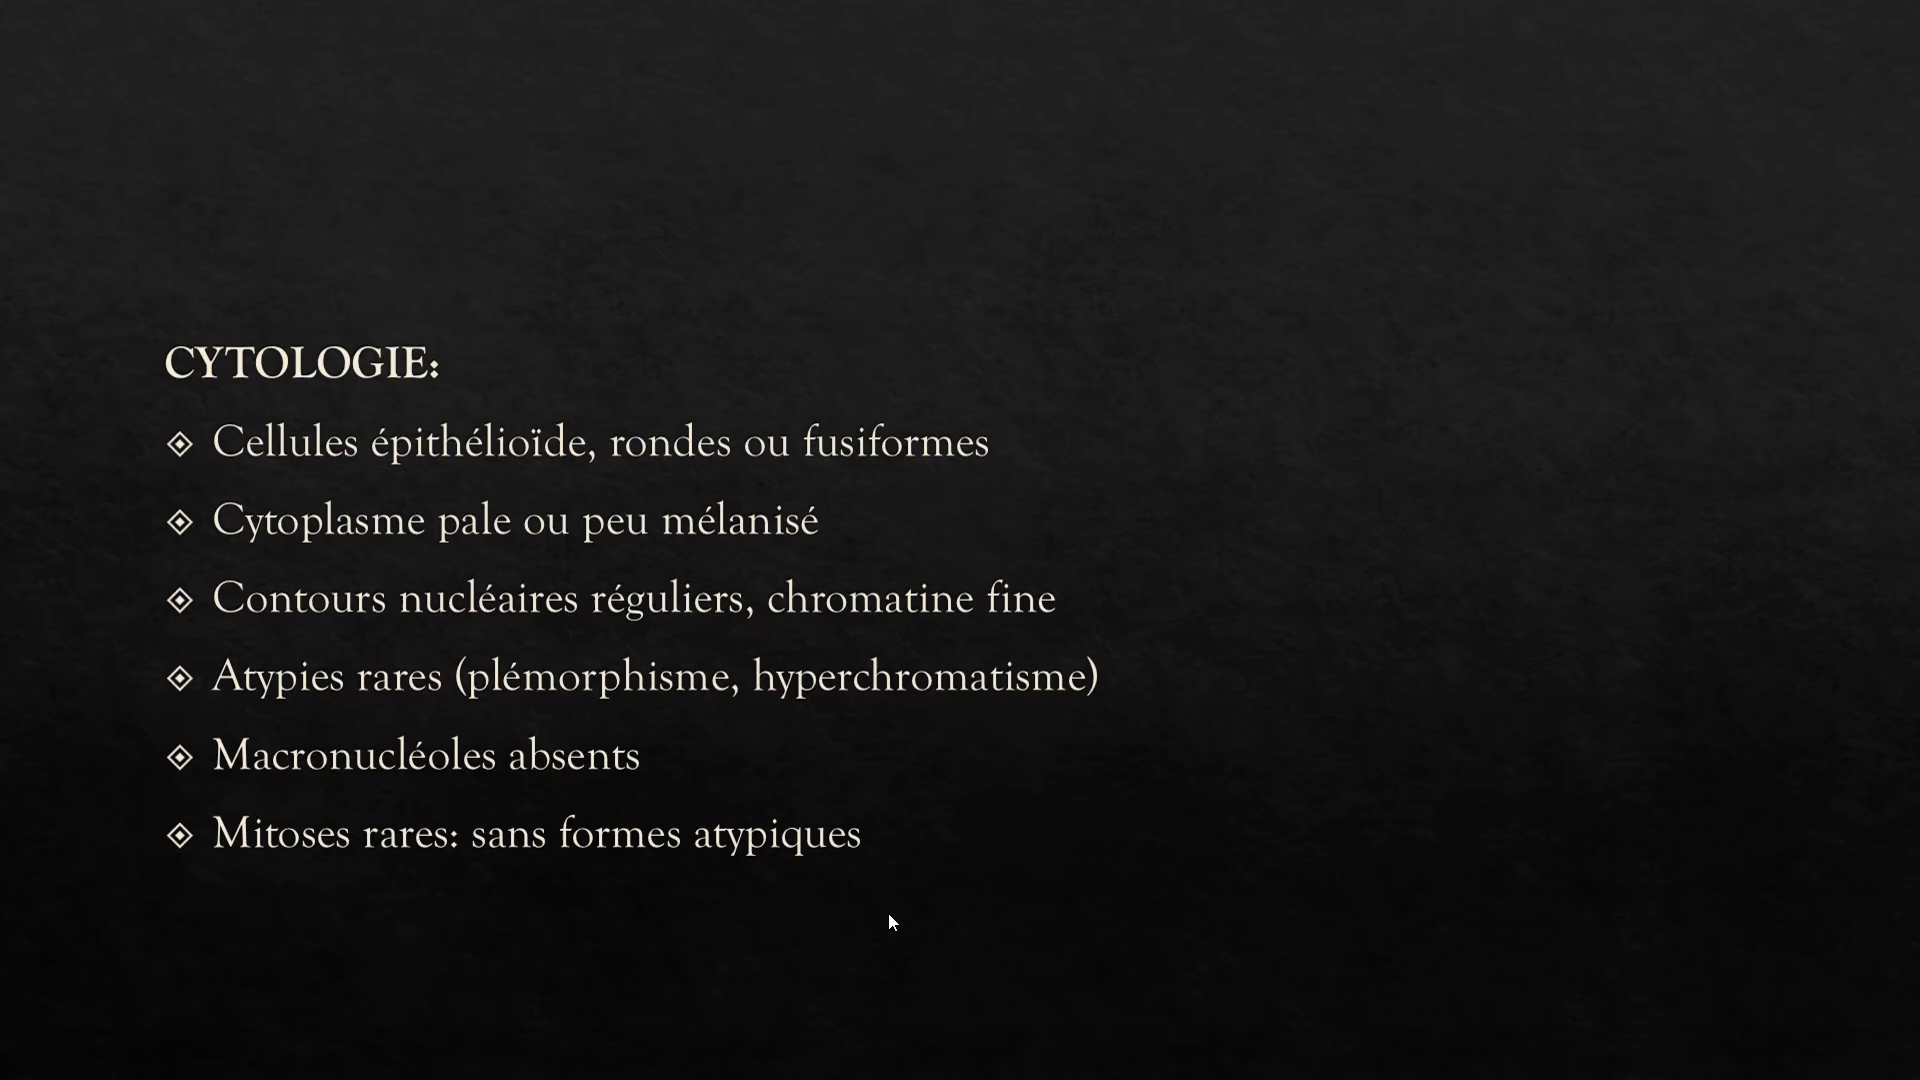 CYTOLOGIE:
Cellules épithélioïde, rondes ou fusiformes
Cytoplasme pale ou peu mélanisé
Contours nucléaires réguliers, chromatine fine
Atypies rares (plémorphisme, hyperchromatisme)
Macronucléoles absents
Mitoses rares: sans formes atypiques